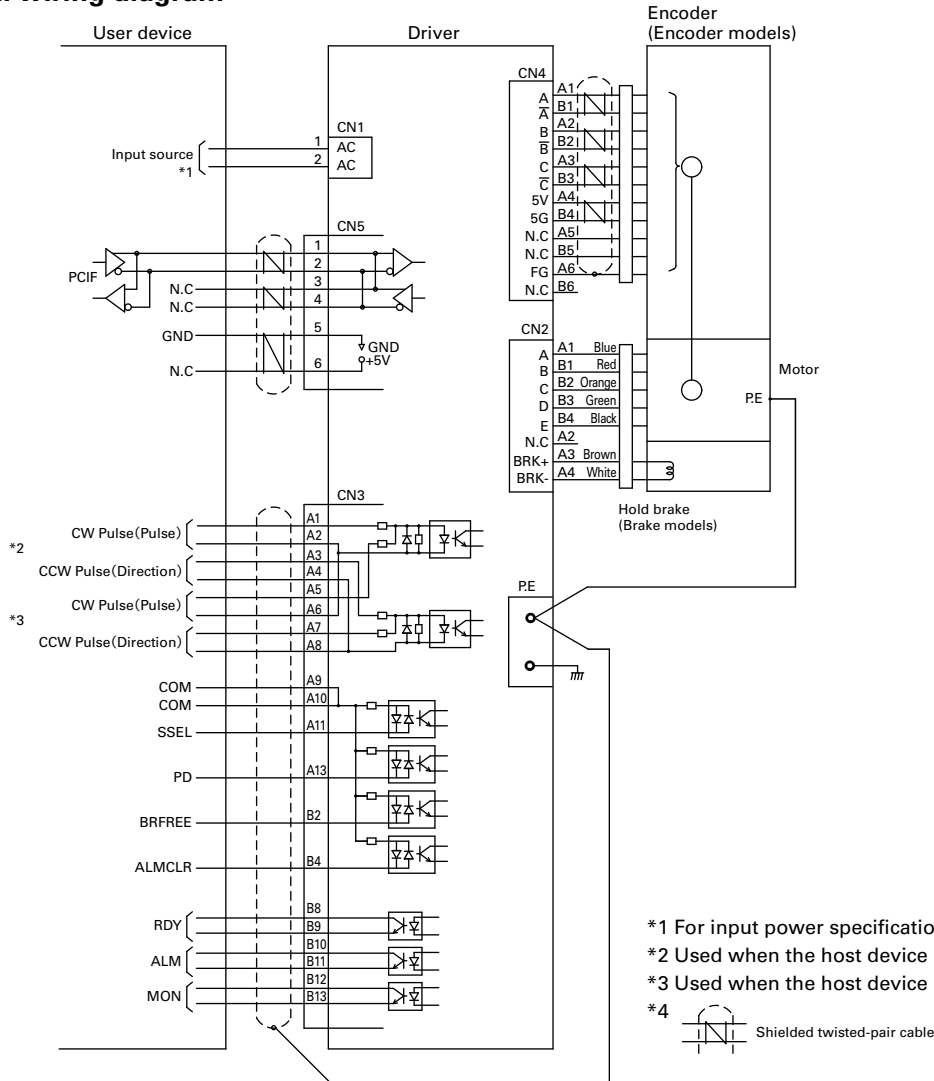 Wiring diagram
User device
Driver
Encoder
(Encoder models)
CN4
A A1
A̅ B1
B A2
B̅ B2
C A3
C̅ B3
5V A4
5G B4
N.C A5
N.C B5
FG A6
N.C B6
CN1
Input source
*1
1 AC
2 AC
CN5
PCIF
1
2
N.C 3
N.C 4
GND 5
GND
+5V
N.C 6
CN2
A A1 Blue
B B1 Red
C B2 Orange
D B3 Green
E B4 Black
N.C A2
BRK+ A3 Brown
BRK- A4 White
Motor
P.E
Hold brake
(Brake models)
CN3
*2
CW Pulse(Pulse)
A1
A2
CCW Pulse(Direction)
A3
A4
*3
CW Pulse(Pulse)
A5
A6
CCW Pulse(Direction)
A7
A8
P.E
COM A9
COM A10
SSEL A11
PD A13
BRFREE B2
ALMCLR B4
RDY
B8
B9
ALM
B10
B11
MON
B12
B13
*1 For input power specificatio
*2 Used when the host device
*3 Used when the host device
*4
Shielded twisted-pair cable